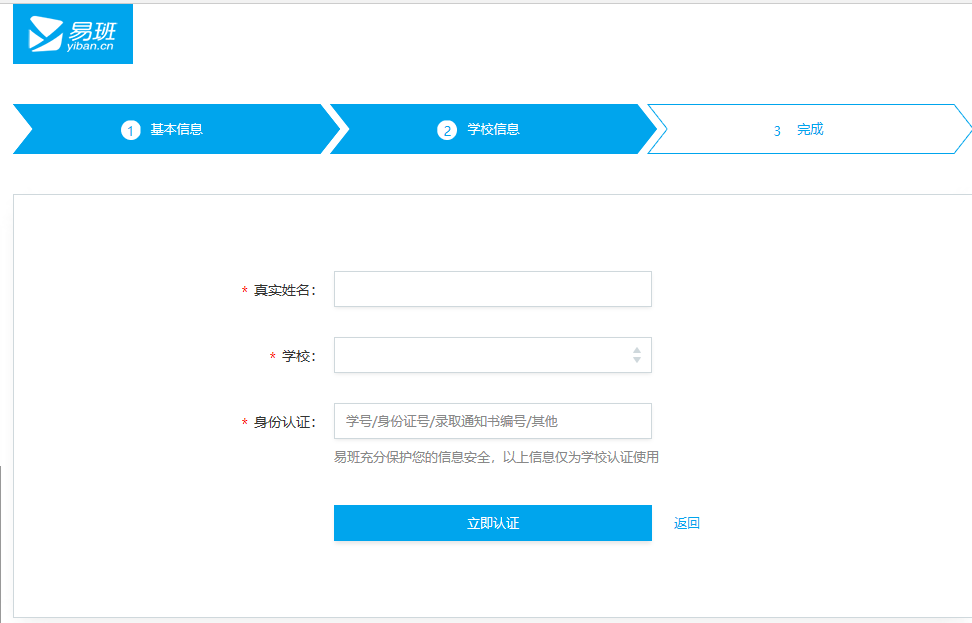 易班
yiban.cn
1 基本信息
2 学校信息
3 完成
* 真实姓名：
* 学校：
* 身份认证：
学号/身份证号/录取通知书编号/其他
易班充分保护您的信息安全，以上信息仅为学校认证使用
立即认证
返回